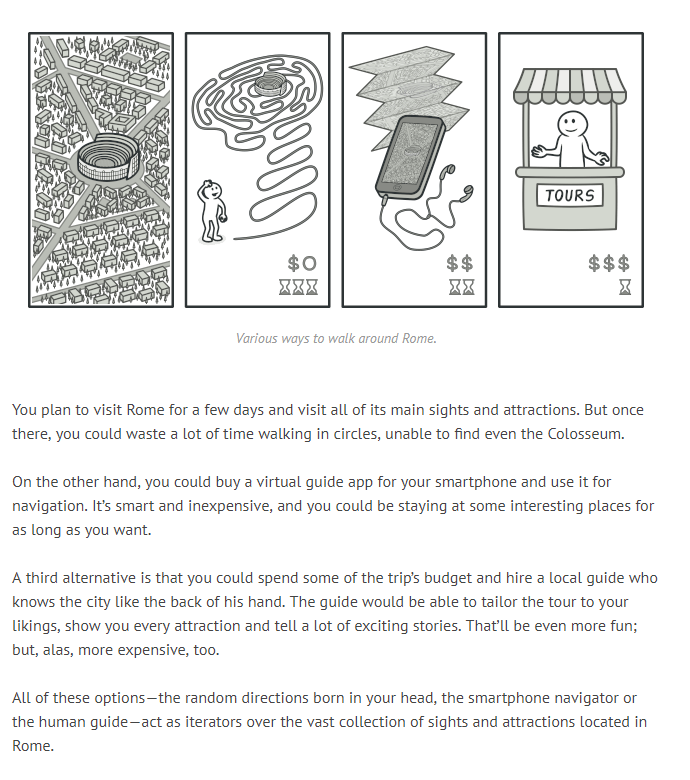 $0
$$
$$$
TOURS
Various ways to walk around Rome.
You plan to visit Rome for a few days and visit all of its main sights and attractions. But once
there, you could waste a lot of time walking in circles, unable to find even the Colosseum.
On the other hand, you could buy a virtual guide app for your smartphone and use it for
navigation. It’s smart and inexpensive, and you could be staying at some interesting places for
as long as you want.
A third alternative is that you could spend some of the trip’s budget and hire a local guide who
knows the city like the back of his hand. The guide would be able to tailor the tour to your
likings, show you every attraction and tell a lot of exciting stories. That’ll be even more fun;
but, alas, more expensive, too.
All of these options—the random directions born in your head, the smartphone navigator or
the human guide—act as iterators over the vast collection of sights and attractions located in
Rome.